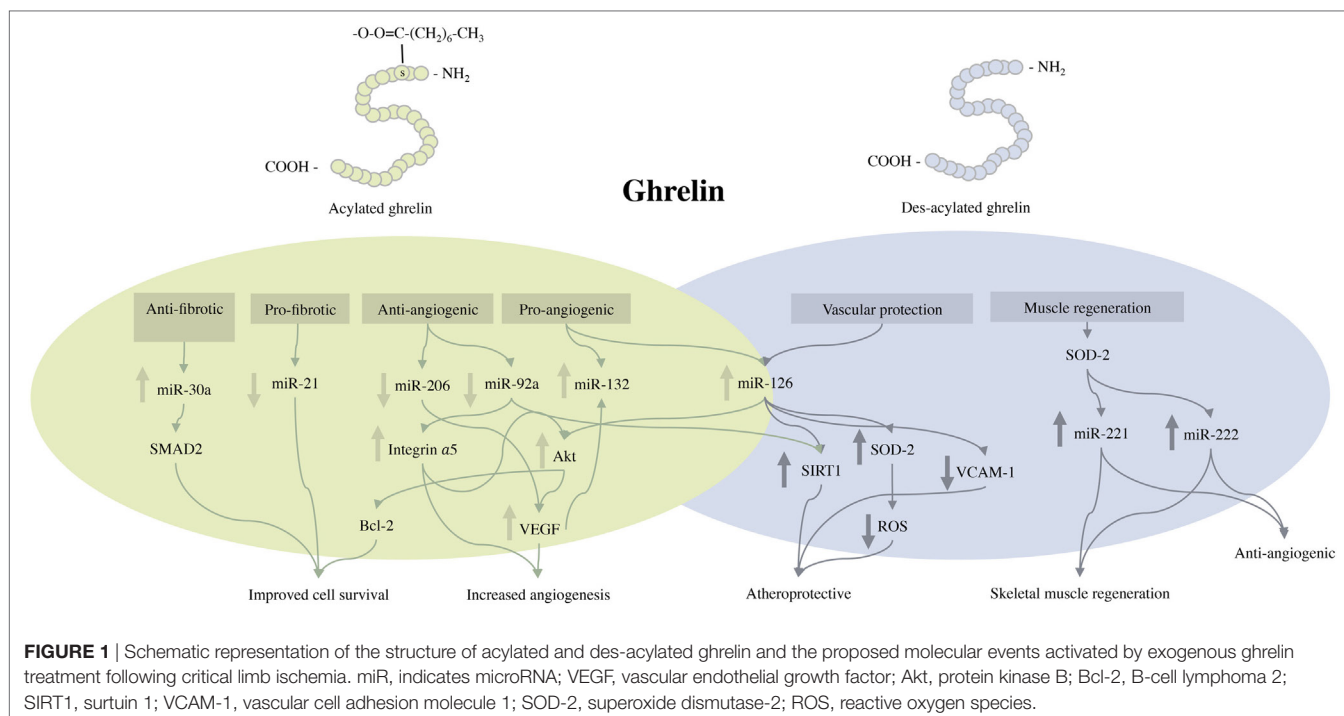 -O-O=C-(CH2)6-CH3
s
- NH2
- NH2
COOH -
COOH -
Ghrelin
Acylated ghrelin
Des-acylated ghrelin
Anti-fibrotic
Pro-fibrotic
Anti-angiogenic
Pro-angiogenic
Vascular protection
Muscle regeneration
SOD-2
miR-30a
miR-21
miR-206
miR-92a
miR-132
miR-126
miR-221
miR-222
SMAD2
Integrin α5
Akt
SIRT1
SOD-2
VCAM-1
Bcl-2
VEGF
ROS
Anti-angiogenic
Improved cell survival
Increased angiogenesis
Atheroprotective
Skeletal muscle regeneration
FIGURE 1 | Schematic representation of the structure of acylated and des-acylated ghrelin and the proposed molecular events activated by exogenous ghrelin
treatment following critical limb ischemia. miR, indicates microRNA; VEGF, vascular endothelial growth factor; Akt, protein kinase B; Bcl-2, B-cell lymphoma 2;
SIRT1, surtuin 1; VCAM-1, vascular cell adhesion molecule 1; SOD-2, superoxide dismutase-2; ROS, reactive oxygen species.